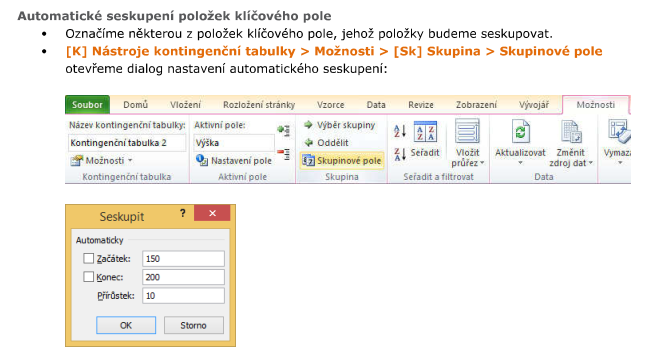 Automatické seskupení položek klíčového pole
• Označíme některou z položek klíčového pole, jehož položky budeme seskupovat.
• [K] Nástroje kontingenční tabulky > Možnosti > [Sk] Skupina > Skupinové pole
otevřeme dialog nastavení automatického seskupení:
Soubor Domů Vložení Rozložení stránky Vzorce Data Revize Zobrazení Vývojář Možnosti
Název kontingenční tabulky: Aktivní pole: Výběr skupiny
Kontingenční tabulka 2 Výška Oddělit Seřadit Vložit Aktualizovat Změnit Vymaza
Možnosti Nastavení pole Skupinové pole průřez zdroj dat
Kontingenční tabulka Aktivní pole Skupina Seřadit a filtrovat Data
Seskupit ? ×
Automaticky
Začátek: 150
Konec: 200
Přírůstek: 10
OK Storno